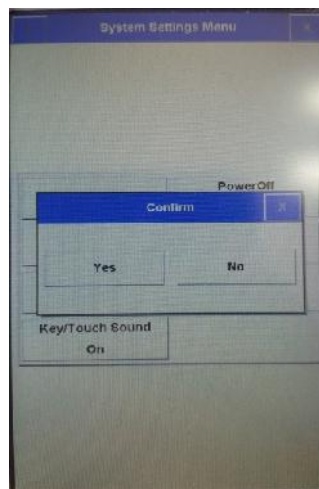 System Settings Menu
X
PowerOff
Confirm
X
Yes
No
Key/Touch Sound
On